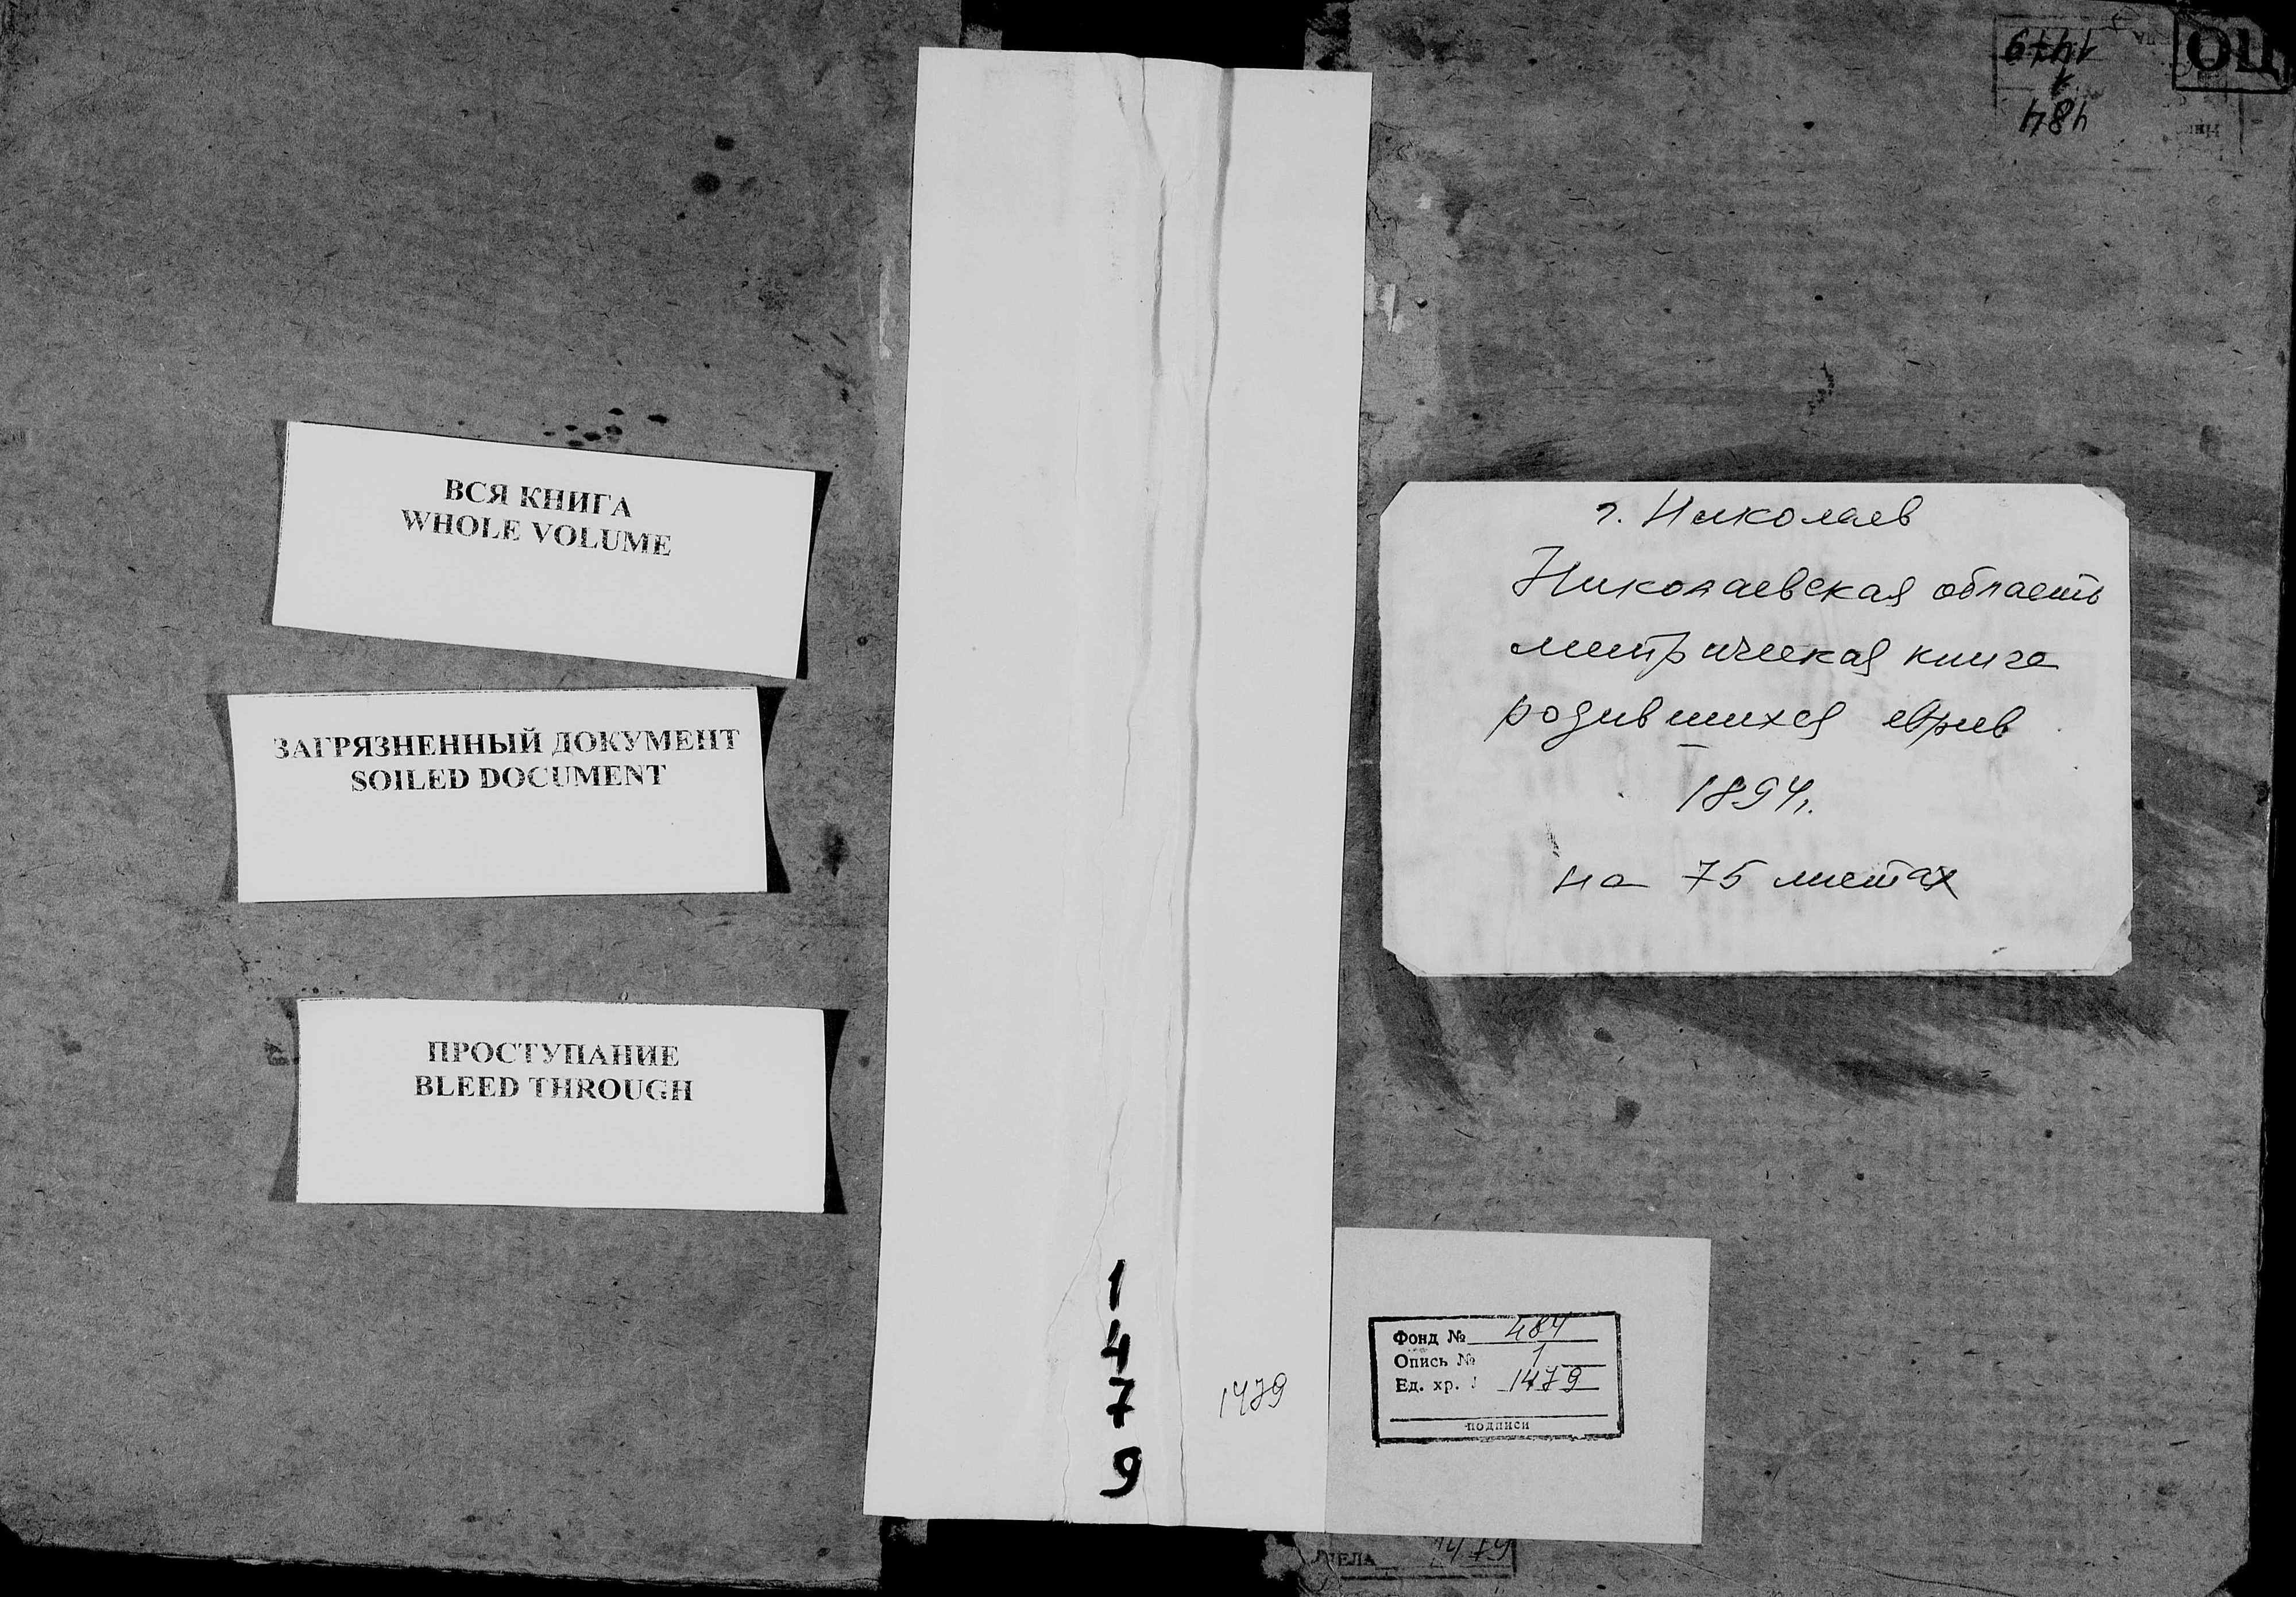 ВСЯ КНИГА
WHOLE VOLUME
ЗАГРЯЗНЕННЫЙ ДОКУМЕНТ
SOILED DOCUMENT
ПРОСТУПАНИЕ
BLEED THROUGH
1
4
7
9
1479
ОЦ
1479
1
484
г. Николаев
Николаевская область
метрическая книга
родившихся евреев
1894г.
на 75 листах
Фонд № 484
Опись № 1
Ед. хр. 1479
подписи
ДЕЛА 1479